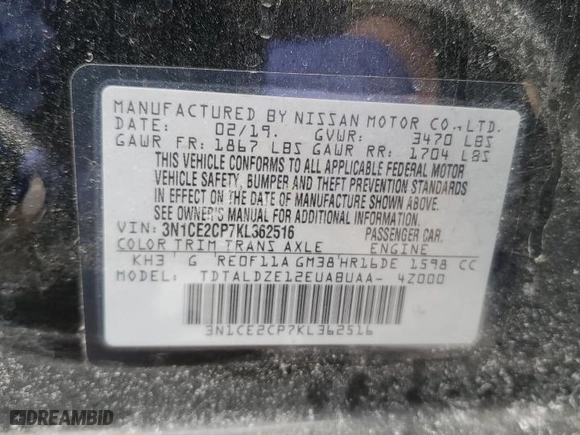 MANUFACTURED BY NISSAN MOTOR CO.,LTD.
DATE: 02/19. GVWR: 3470 LBS
GAWR FR: 1867 LBS GAWR RR: 1704 LBS
THIS VEHICLE CONFORMS TO ALL APPLICABLE FEDERAL MOTOR
VEHICLE SAFETY, BUMPER AND THEFT PREVENTION STANDARDS
IN EFFECT ON THE DATE OF MANUFACTURE SHOWN ABOVE.
SEE OWNER'S MANUAL FOR ADDITIONAL INFORMATION.
VIN: 3N1CE2CP7KL362516 PASSENGER CAR.
COLOR TRIM TRANS AXLE ENGINE
KH3 G RE0F11A GM38 HR16DE 1598 CC
MODEL: TDTALDZE12EUABUAA- 4Z000
3N1CE2CP7KL362516
DREAMBID